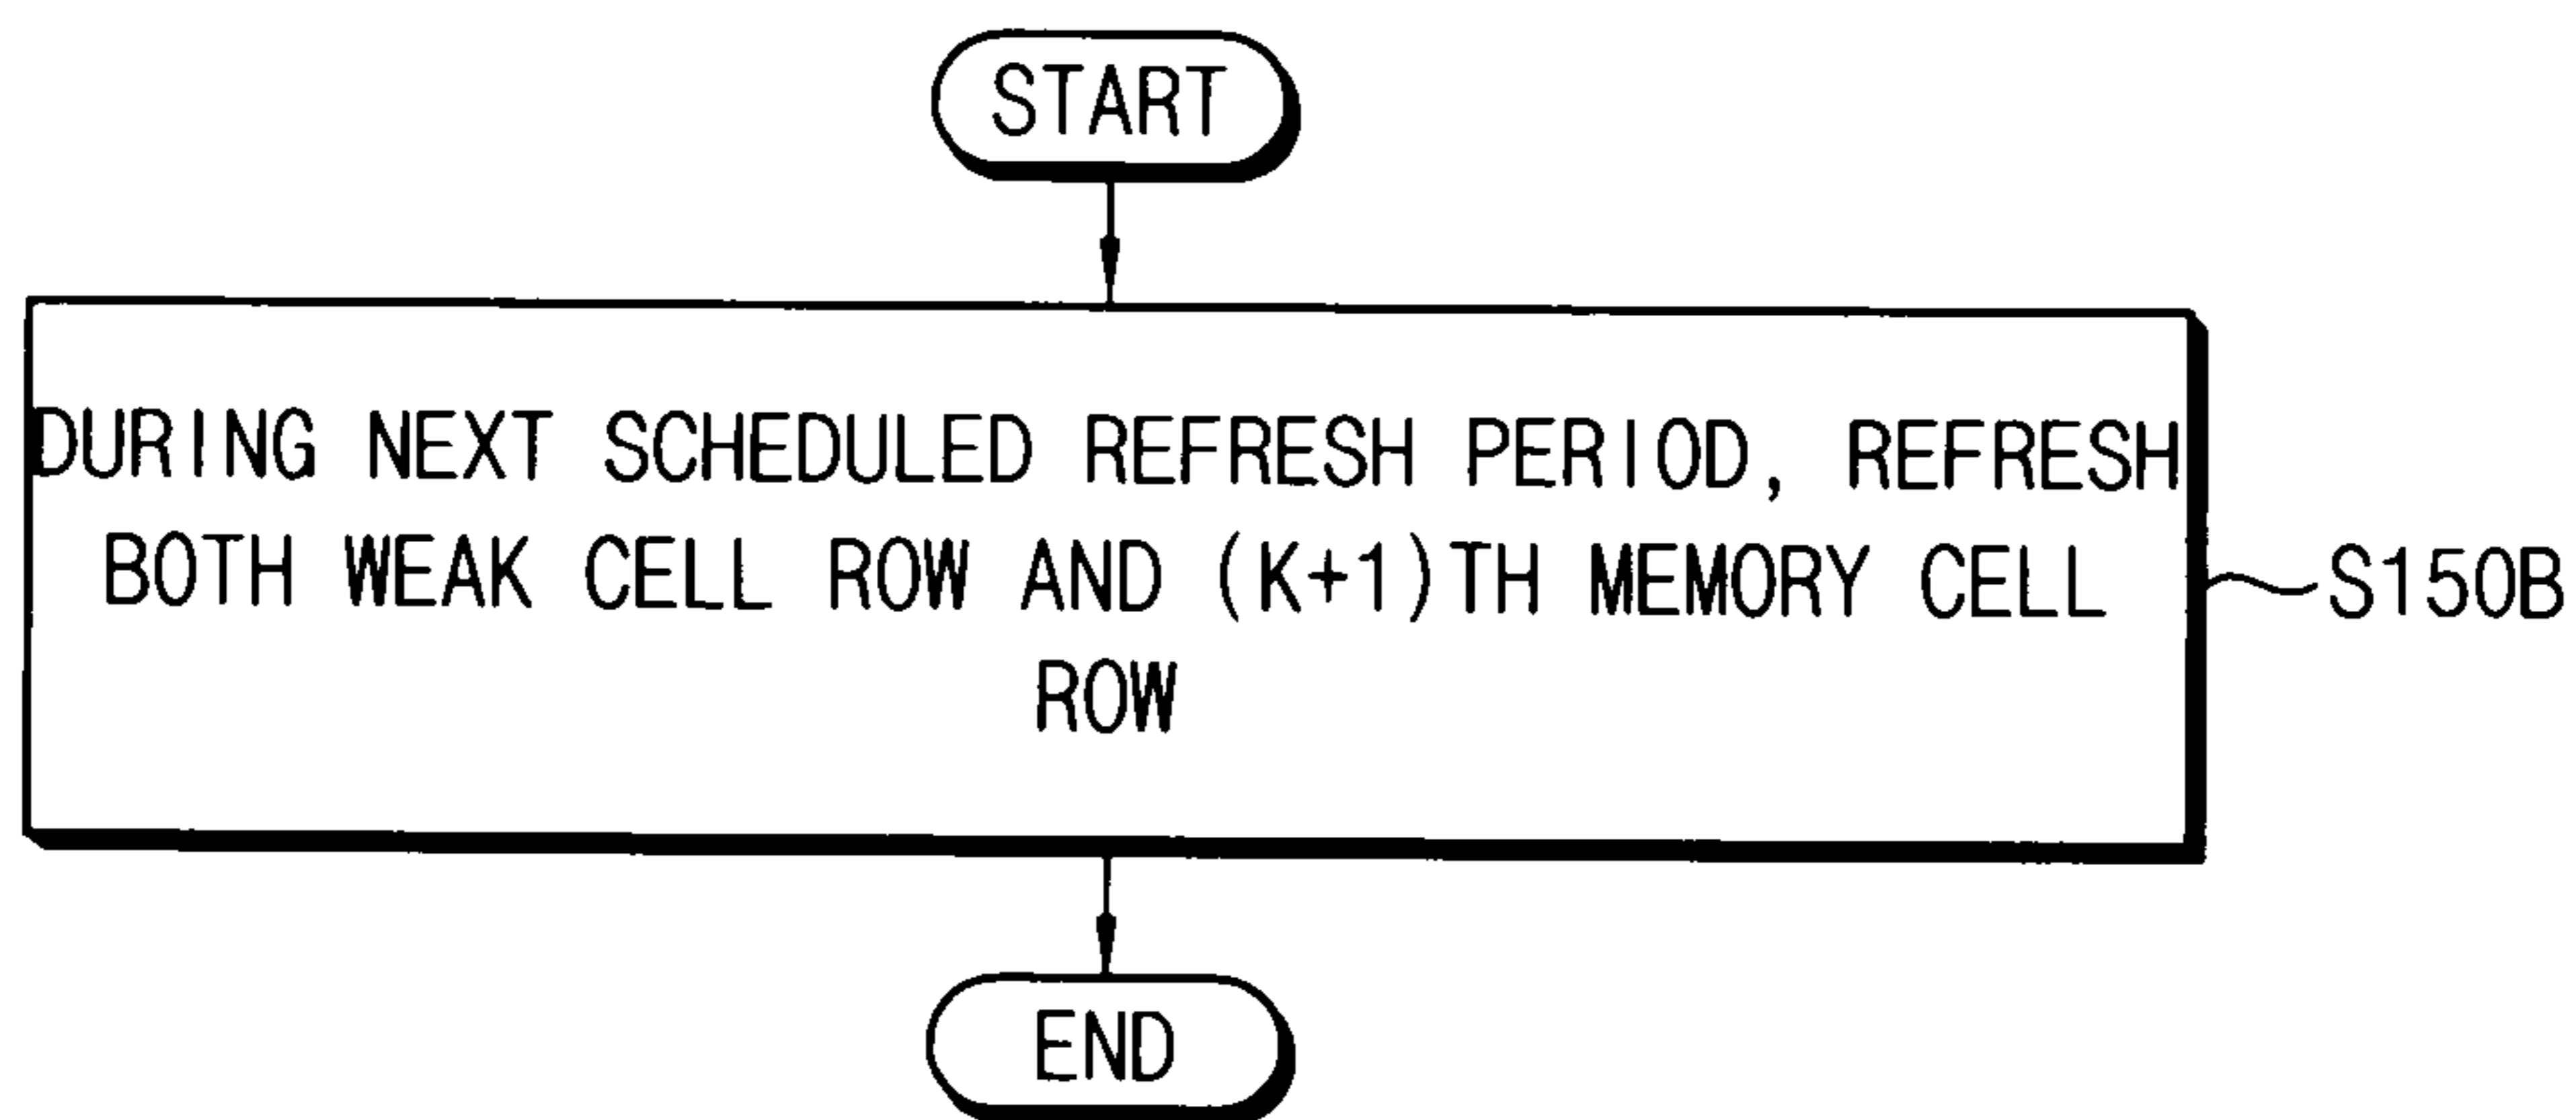 START
DURING NEXT SCHEDULED REFRESH PERIOD, REFRESH
BOTH WEAK CELL ROW AND (K+1)TH MEMORY CELL
ROW
S150B
END